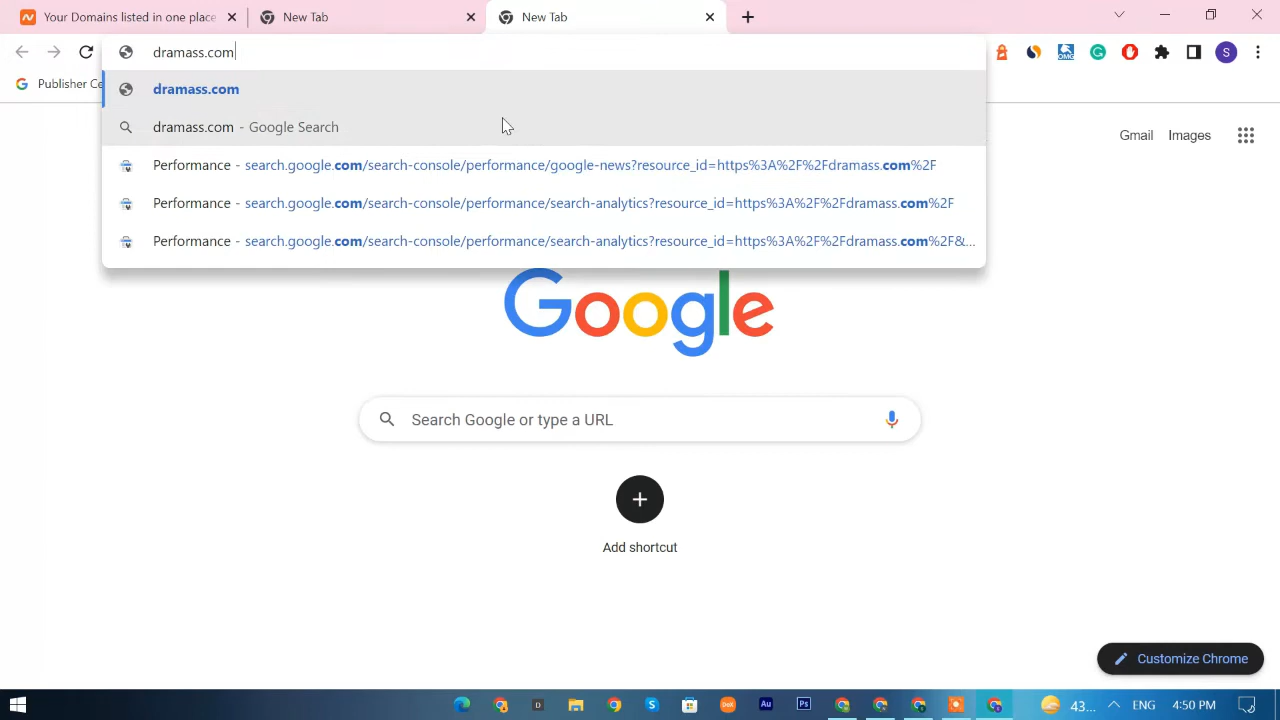 Your Domains listed in one place
New Tab
New Tab
dramass.com
Publisher Ce
dramass.com
dramass.com - Google Search
Performance - search.google.com/search-console/performance/google-news?resource_id=https%3A%2F%2Fdramass.com%2F
Performance - search.google.com/search-console/performance/search-analytics?resource_id=https%3A%2F%2Fdramass.com%2F
Performance - search.google.com/search-console/performance/search-analytics?resource_id=https%3A%2F%2Fdramass.com%2F&...
Gmail Images
Google
Search Google or type a URL
Add shortcut
Customize Chrome
43... ENG 4:50 PM